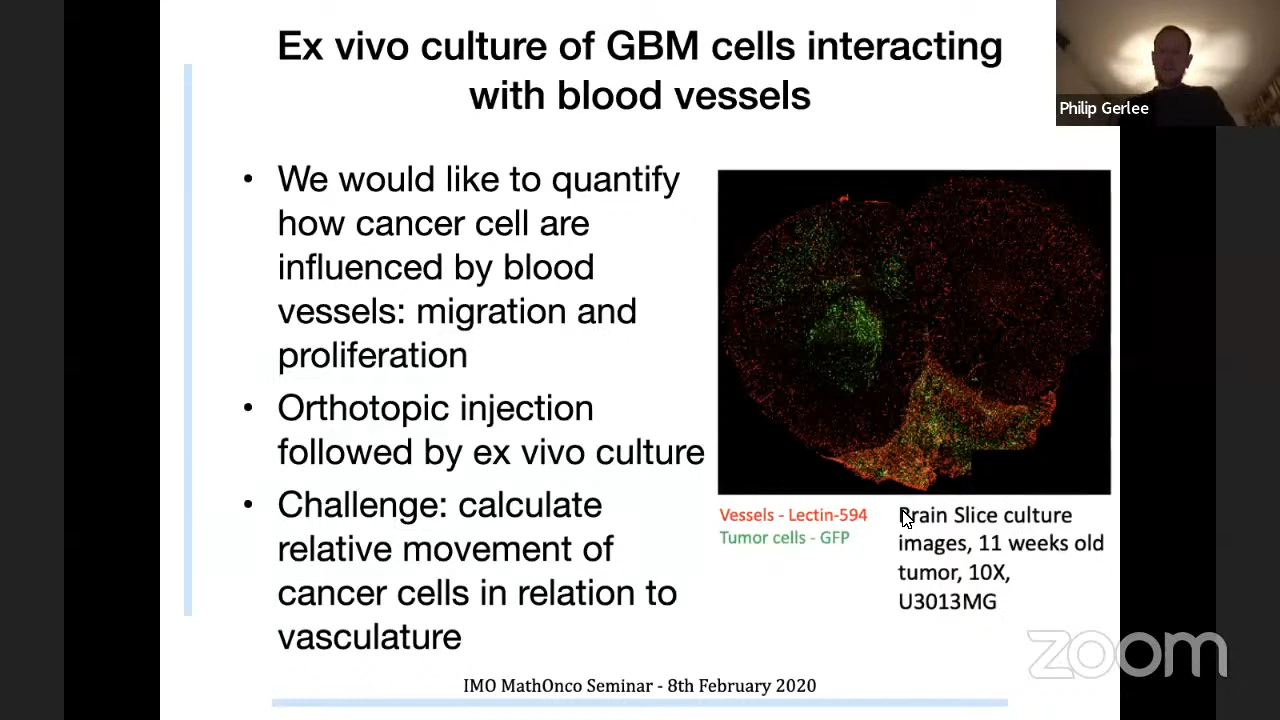 Ex vivo culture of GBM cells interacting
with blood vessels
Philip Gerlee
• We would like to quantify
how cancer cell are
influenced by blood
vessels: migration and
proliferation
• Orthotopic injection
followed by ex vivo culture
• Challenge: calculate
relative movement of
cancer cells in relation to
vasculature
Vessels - Lectin-594
Tumor cells - GFP
Brain Slice culture
images, 11 weeks old
tumor, 10X,
U3013MG
zoom
IMO MathOnco Seminar - 8th February 2020